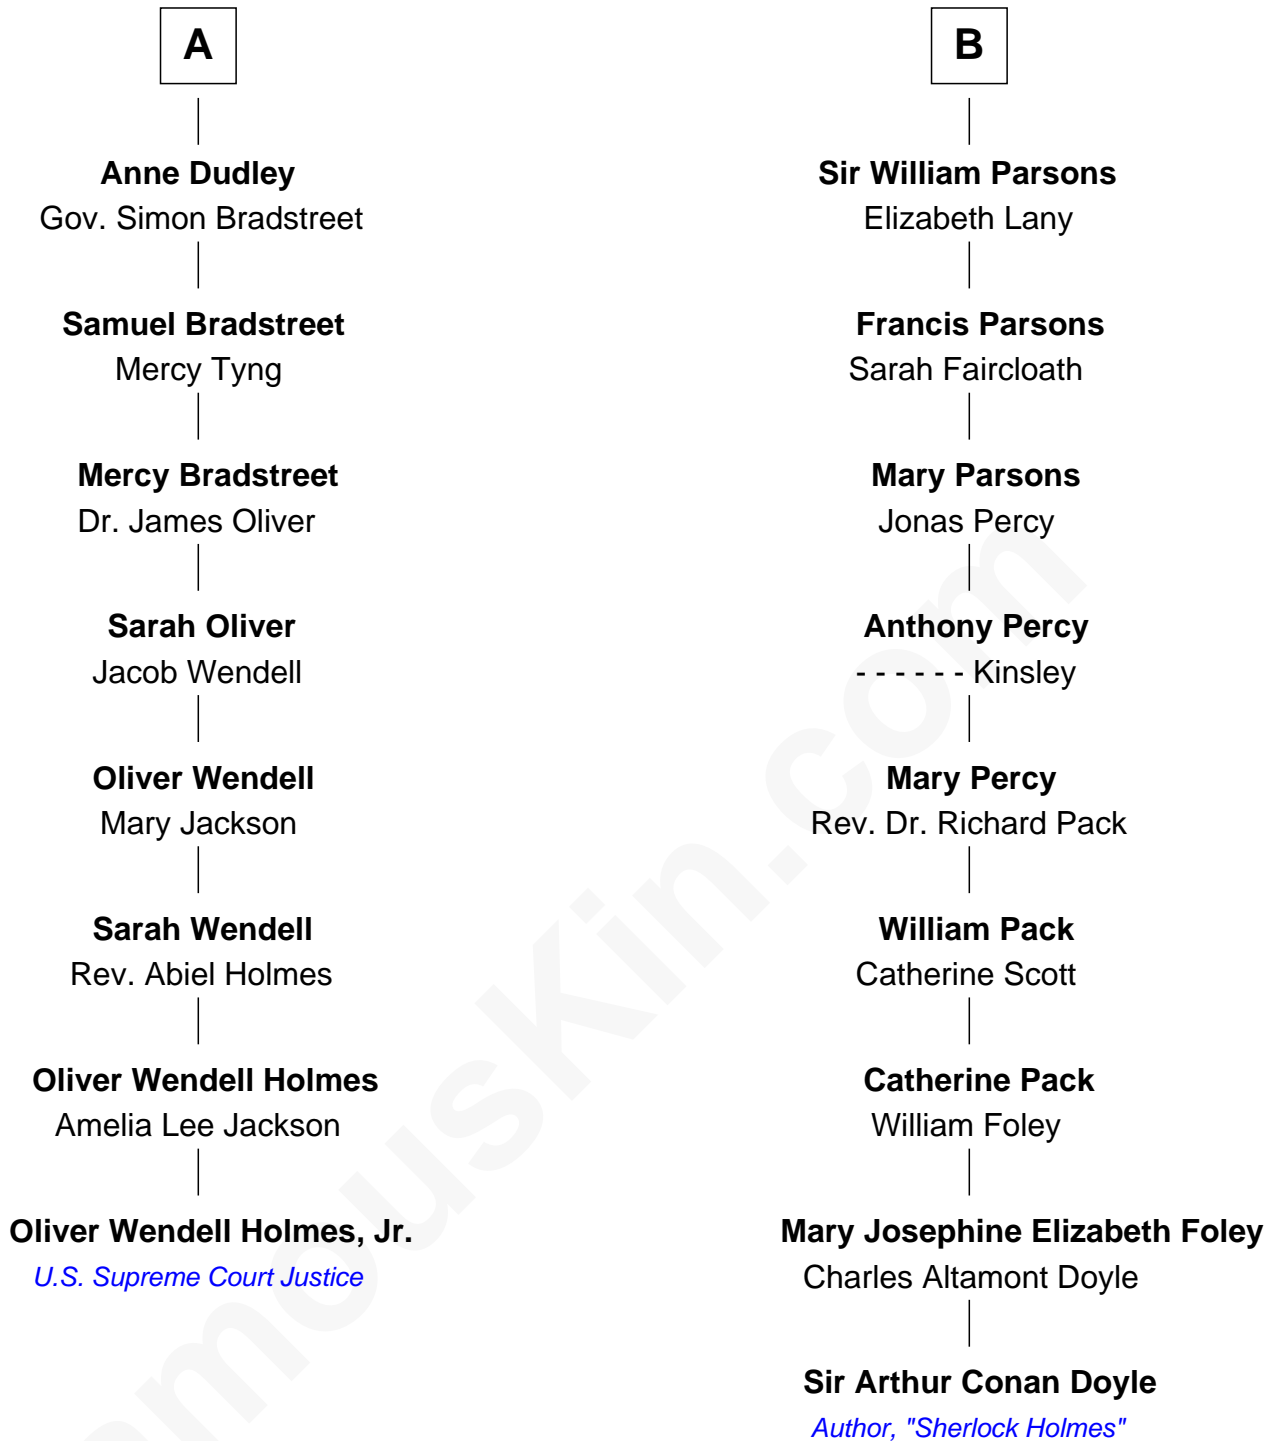 A
Anne Dudley
Gov. Simon Bradstreet
Samuel Bradstreet
Mercy Tyng
Mercy Bradstreet
Dr. James Oliver
Sarah Oliver
Jacob Wendell
Oliver Wendell
Mary Jackson
Sarah Wendell
Rev. Abiel Holmes
Oliver Wendell Holmes
Amelia Lee Jackson
Oliver Wendell Holmes, Jr.
U.S. Supreme Court Justice
B
Sir William Parsons
Elizabeth Lany
Francis Parsons
Sarah Faircloath
Mary Parsons
Jonas Percy
Anthony Percy
- - - - - - Kinsley
Mary Percy
Rev. Dr. Richard Pack
William Pack
Catherine Scott
Catherine Pack
William Foley
Mary Josephine Elizabeth Foley
Charles Altamont Doyle
Sir Arthur Conan Doyle
Author, "Sherlock Holmes"
amouskin.com